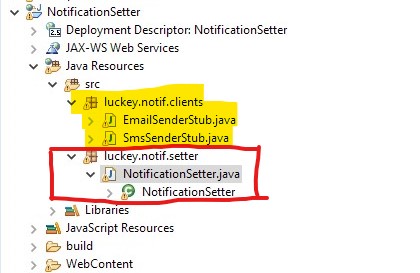 NotificationSetter
Deployment Descriptor: NotificationSetter
JAX-WS Web Services
Java Resources
src
luckey.notif.clients
EmailSenderStub.java
SmsSenderStub.java
luckey.notif.setter
NotificationSetter.java
NotificationSetter
Libraries
JavaScript Resources
build
WebContent